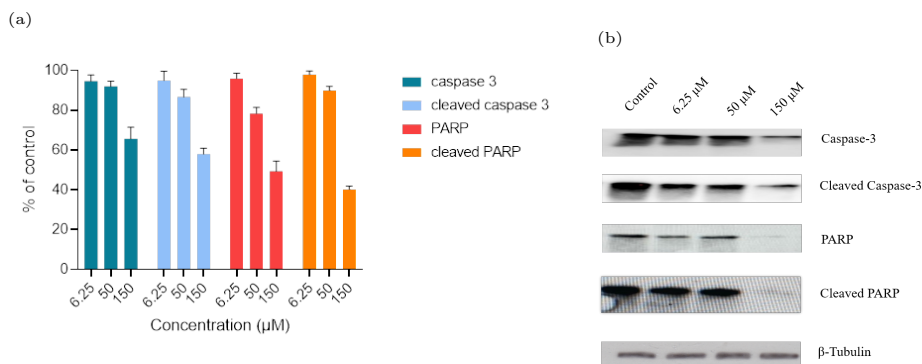 (a)
% of control
100
80
60
40
20
0
6.25 50 150 6.25 50 150 6.25 50 150 6.25 50 150
Concentration (µM)
caspase 3
cleaved caspase 3
PARP
cleaved PARP
(b)
Control 6.25 µM 50 µM 150 µM
Caspase-3
Cleaved Caspase-3
PARP
Cleaved PARP
β-Tubulin